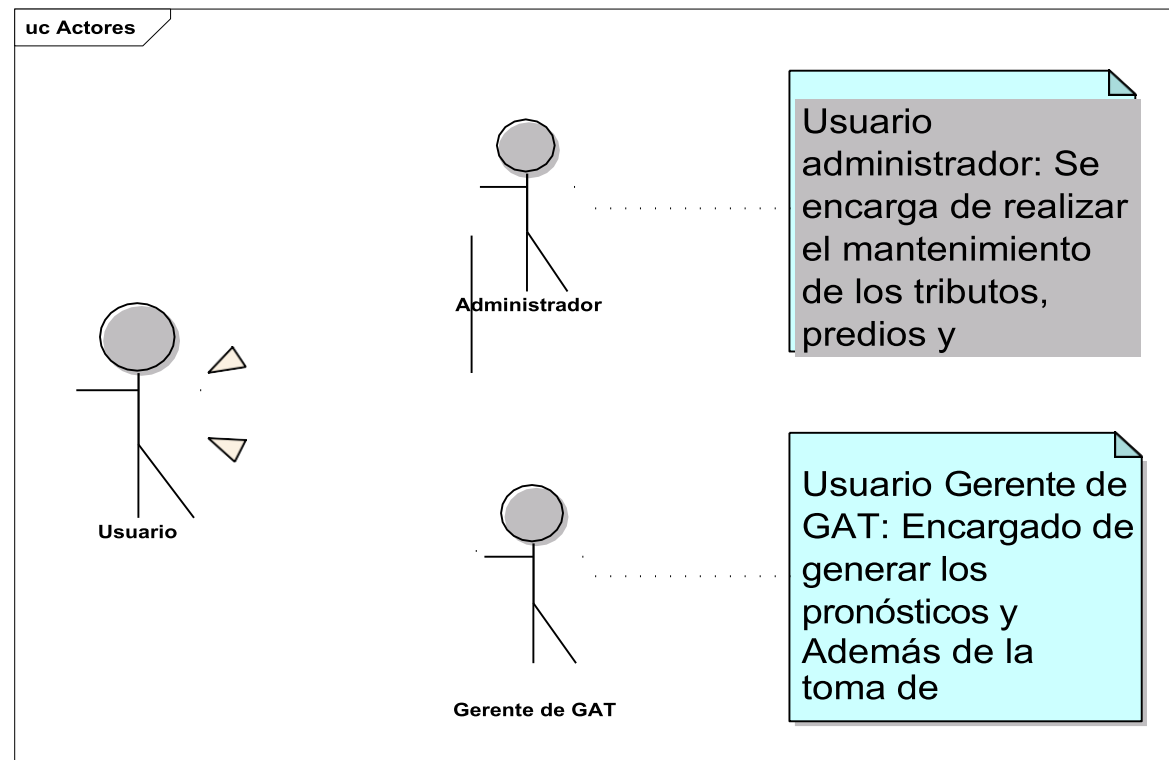 uc Actores
Usuario
administrador: Se
encarga de realizar
el mantenimiento
de los tributos,
predios y
Administrador
Usuario
Usuario Gerente de
GAT: Encargado de
generar los
pronósticos y
Además de la
toma de
Gerente de GAT